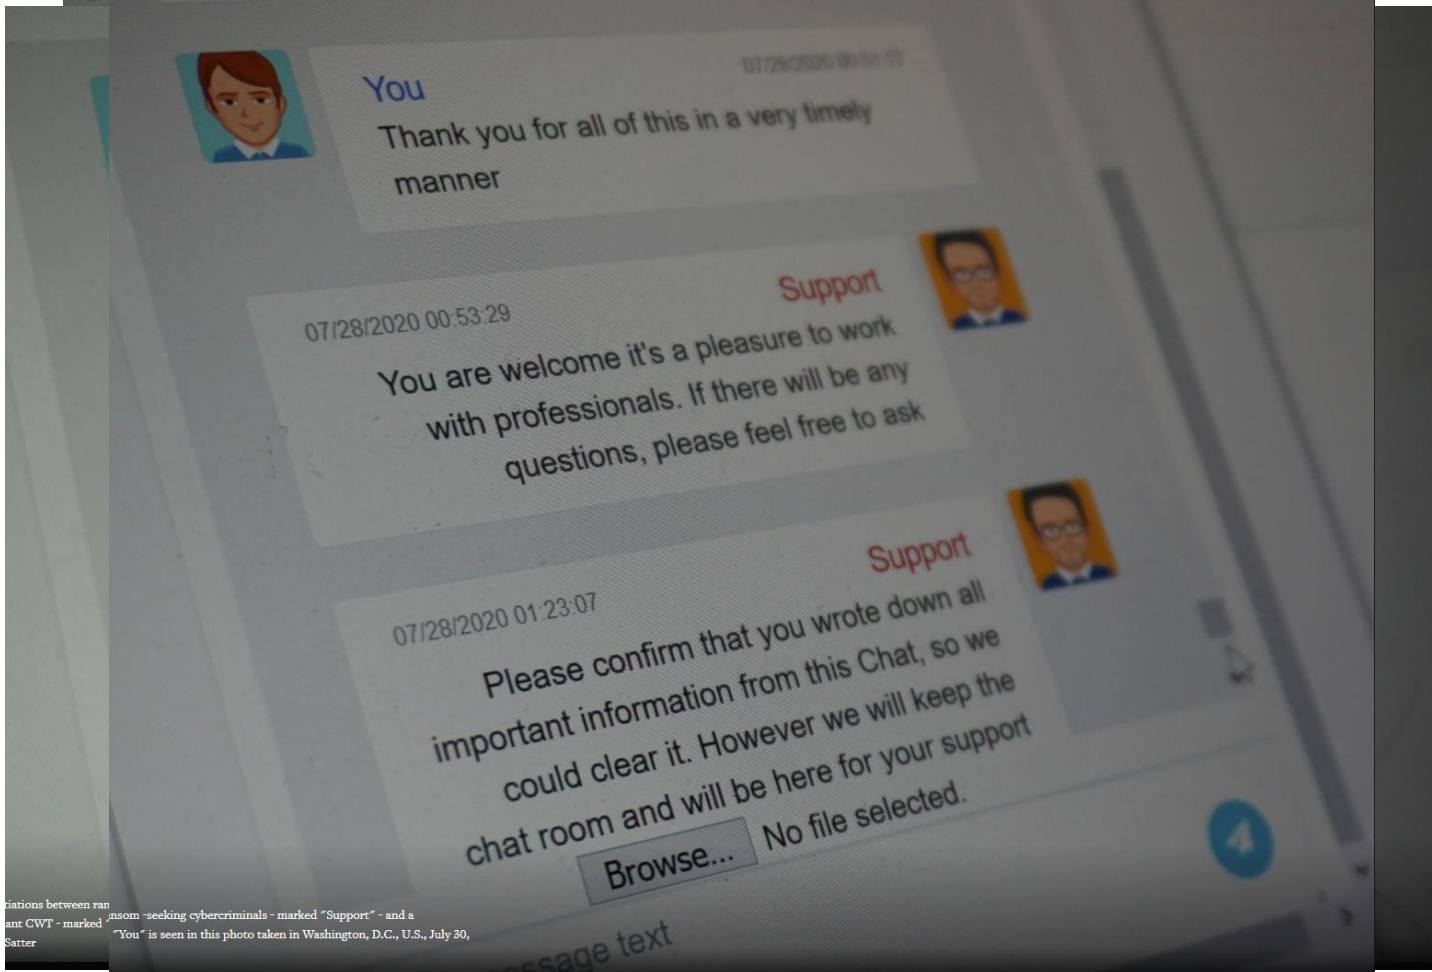 You
07/28/2020 00:51:17
Thank you for all of this in a very timely
manner
Support
07/28/2020 00:53:29
You are welcome it's a pleasure to work
with professionals. If there will be any
questions, please feel free to ask
Support
07/28/2020 01:23:07
Please confirm that you wrote down all
important information from this Chat, so we
could clear it. However we will keep the
chat room and will be here for your support
Browse... No file selected.
ssage text
tiations between ran
ant CWT - marked "
Satter
nsom -seeking cybercriminals - marked "Support" - and a
"You" is seen in this photo taken in Washington, D.C., U.S., July 30,